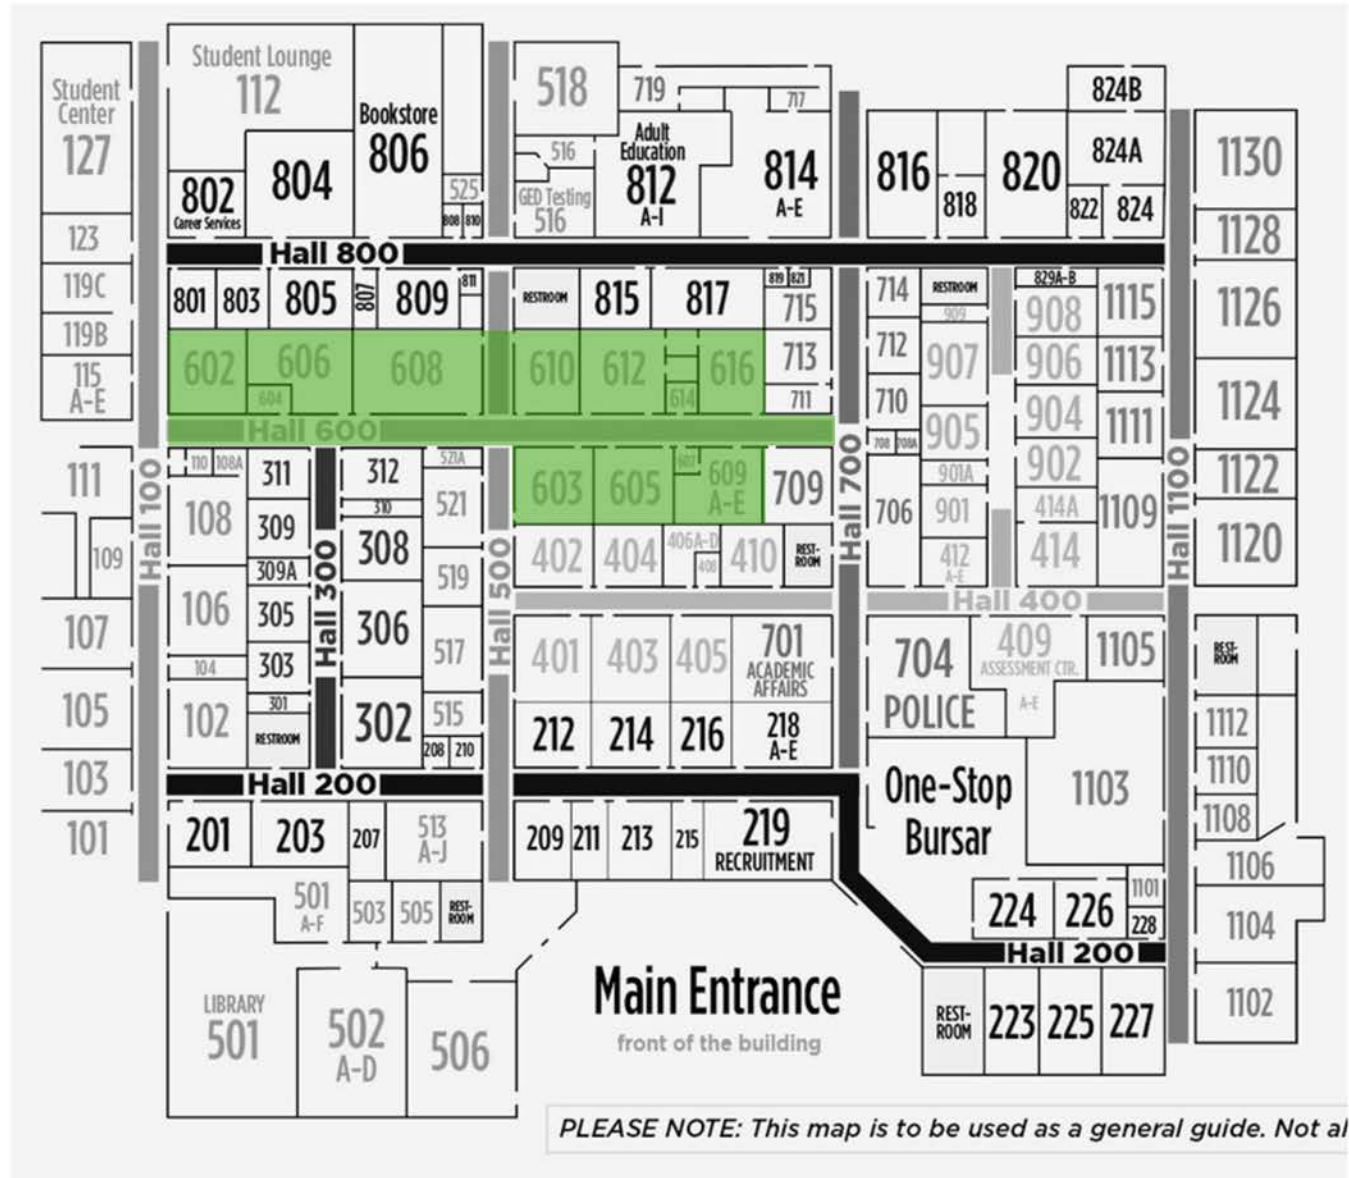 Student Lounge
112
Student
Center
127
123
119C
119B
115
A-E
111
109
107
105
103
101
Hall 100
Bookstore
806
802
Career Services
804
525
808 810
518
719
717
516
GED Testing
516
Adult
Education
812
A-I
814
A-E
816
818
820
824B
824A
822
824
1130
1128
1126
1124
1122
1120
Hall 800
801
803
805
807
809
811
RESTROOM
815
817
819 821
715
713
711
602
606
604
608
610
612
614
616
Hall 600
603
605
607
609
A-E
709
402
404
406A-D
408
410
REST-
ROOM
110
108A
108
106
104
102
311
309
309A
305
303
301
RESTROOM
Hall 300
312
310
308
306
302
521A
521
519
517
515
208
210
Hall 500
401
403
405
701
ACADEMIC
AFFAIRS
212
214
216
218
A-E
Hall 700
714
712
710
708 708A
706
RESTROOM
909
907
905
901A
901
412
A-E
829A-B
908
906
904
902
414A
414
1115
1113
1111
1109
Hall 1100
Hall 400
704
POLICE
409
ASSESSMENT CTR.
A-E
1105
One-Stop
Bursar
1103
REST-
ROOM
1112
1110
1108
1106
1104
1102
Hall 200
201
203
207
513
A-J
501
A-F
503
505
REST-
ROOM
209
211
213
215
219
RECRUITMENT
224
226
1101
228
Hall 200
REST-
ROOM
223
225
227
LIBRARY
501
502
A-D
506
Main Entrance
front of the building
PLEASE NOTE: This map is to be used as a general guide. Not al